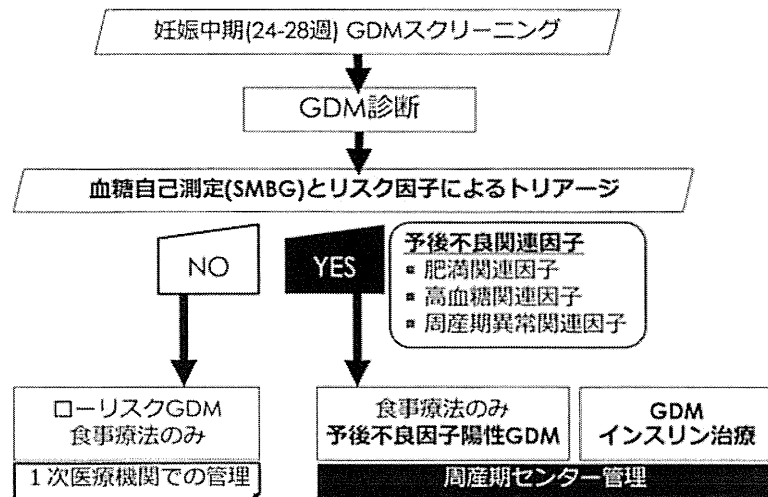 妊娠中期(24-28週) GDMスクリーニング
GDM診断
血糖自己測定(SMBG)とリスク因子によるトリアージ
NO
YES
予後不良関連因子
▪ 肥満関連因子
▪ 高血糖関連因子
▪ 周産期異常関連因子
ローリスクGDM
食事療法のみ
1次医療機関での管理
食事療法のみ
予後不良因子陽性GDM
GDM
インスリン治療
周産期センター管理